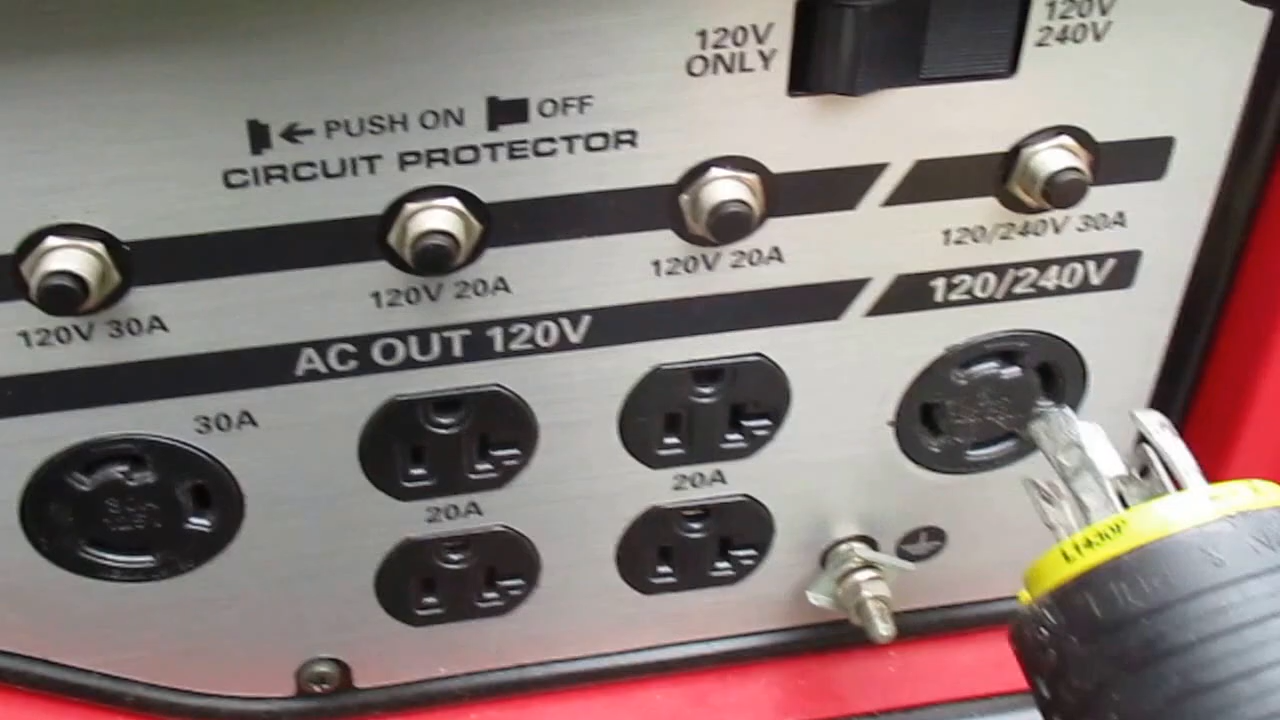 120V
ONLY
120V
240V
PUSH ON
OFF
CIRCUIT PROTECTOR
120V 30A
120V 20A
120V 20A
120/240V 30A
AC OUT 120V
120/240V
30A
20A
20A
L1430P